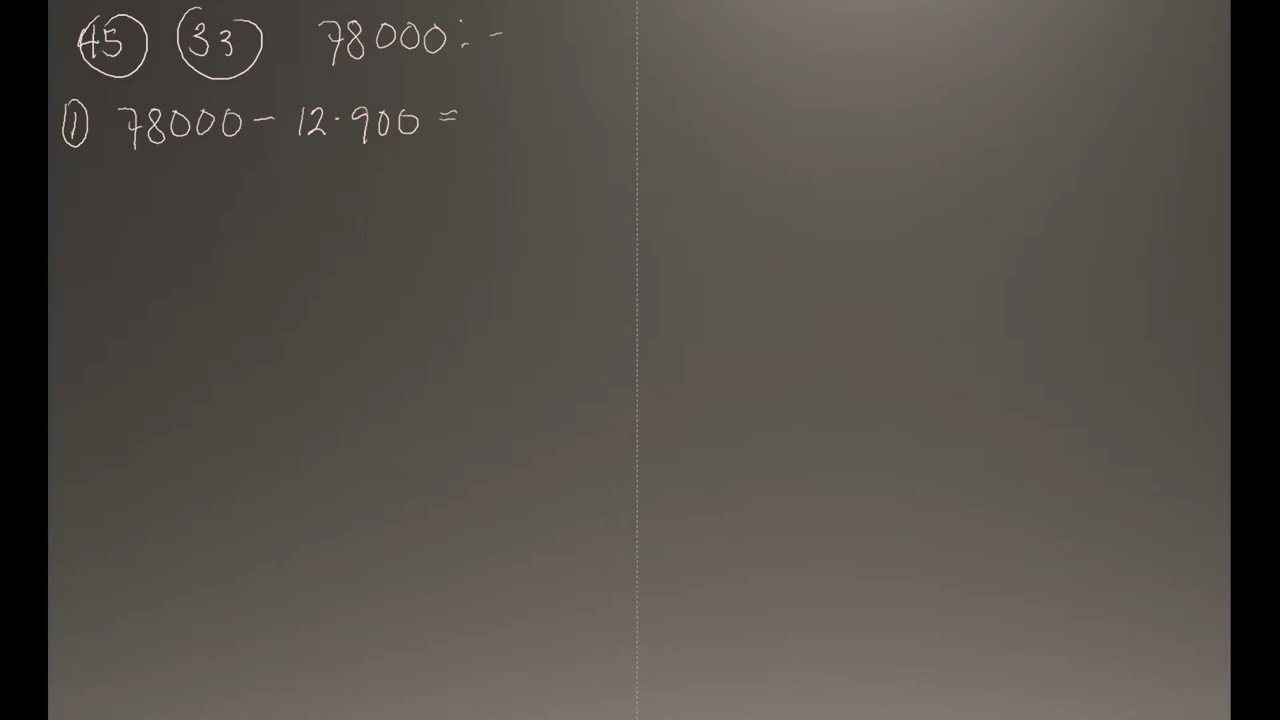 45 33 78000:-
① 78000 - 12·900 =